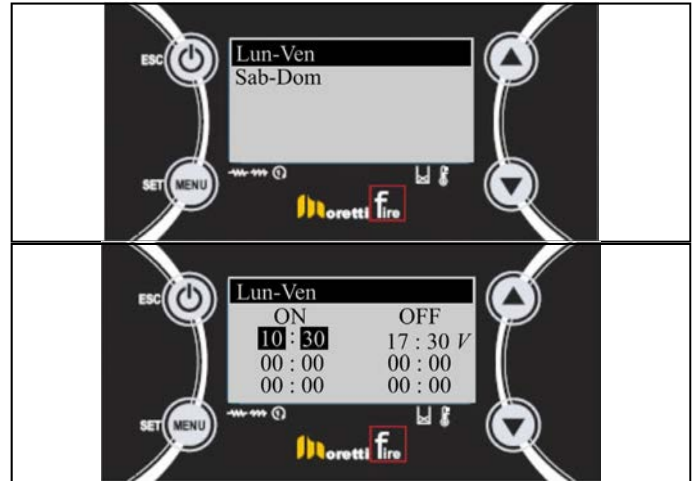 ESC
Lun-Ven
Sab-Dom
SET MENU
Moretti fire
ESC
Lun-Ven
ON OFF
10 : 30 17 : 30 V
00 : 00 00 : 00
00 : 00 00 : 00
SET MENU
Moretti fire